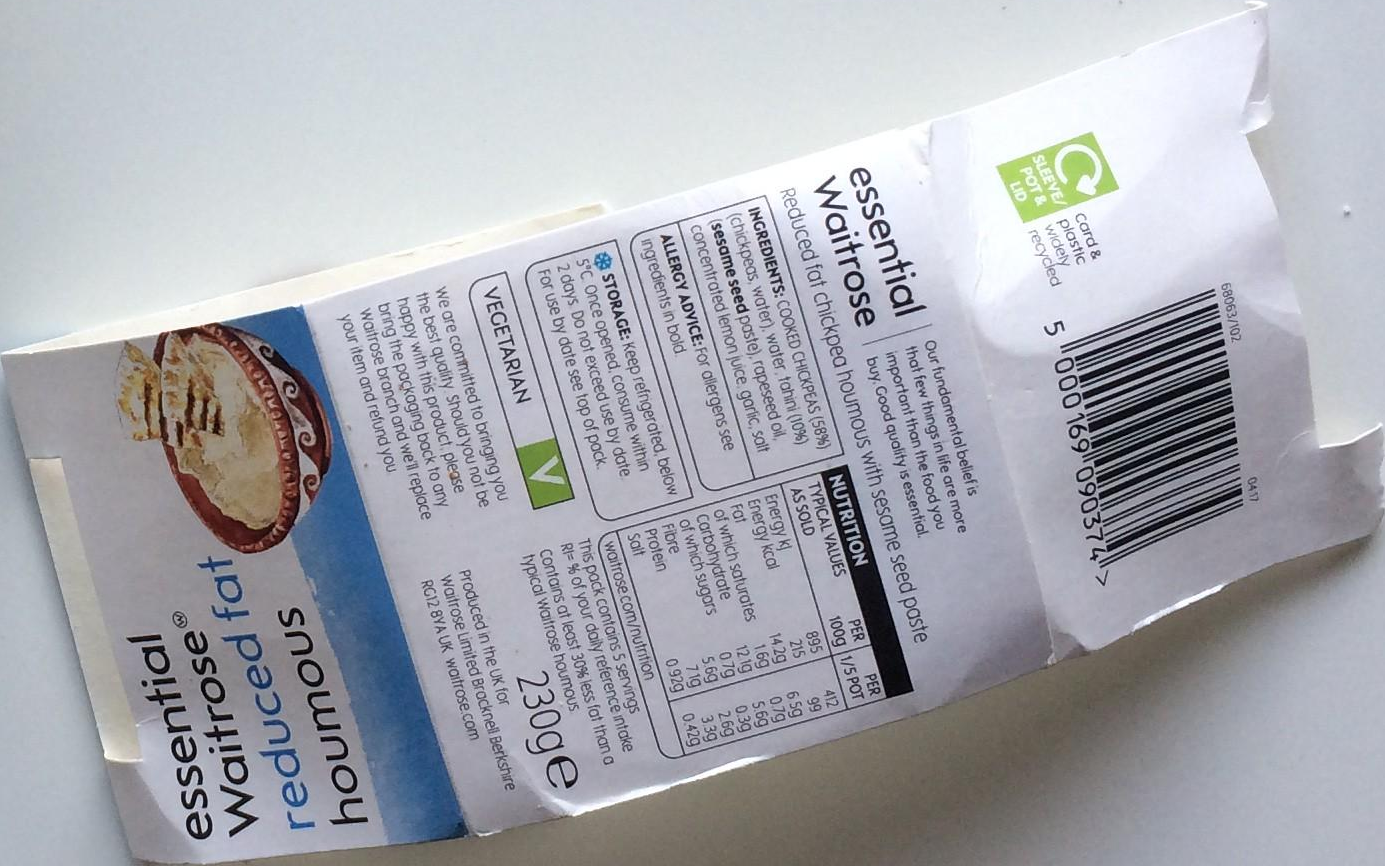 essential
Waitrose®
reduced fat
houmous
essential
Waitrose
Our fundamental belief is
that few things in life are more
important than the food you
buy. Good quality is essential.
Reduced fat chickpea houmous with sesame seed paste
INGREDIENTS: COOKED CHICKPEAS (58%)
(chickpeas, water), water, tahini (10%)
(sesame seed paste), rapeseed oil,
concentrated lemon juice, garlic, salt
ALLERGY ADVICE: For allergens see
ingredients in bold
STORAGE: Keep refrigerated, below
5°C. Once opened, consume within
2 days. Do not exceed use by date.
For use by date see top of pack.
VEGETARIAN V
We are committed to bringing you
the best quality. Should you not be
happy with this product, please
bring the packaging back to any
Waitrose branch and we'll replace
your item and refund you
NUTRITION
TYPICAL VALUES PER PER
AS SOLD 100g 1/5 POT
Energy kJ 895 412
Energy kcal 215 99
Fat 14.2g 6.5g
of which saturates 1.6g 0.7g
Carbohydrate 12.1g 5.6g
of which sugars 0.7g 0.3g
Fibre 5.6g 2.6g
Protein 7.1g 3.3g
Salt 0.92g 0.42g
waitrose.com/nutrition
This pack contains 5 servings
RI= % of your daily reference intake
Contains at least 30% less fat than a
typical Waitrose houmous
230g e
Produced in the UK for
Waitrose Limited Bracknell Berkshire
RG12 8YA UK waitrose.com
SLEEVE/
POT &
LID
card &
plastic
widely
recycled
68063/102
0417
5 000169 090374 >